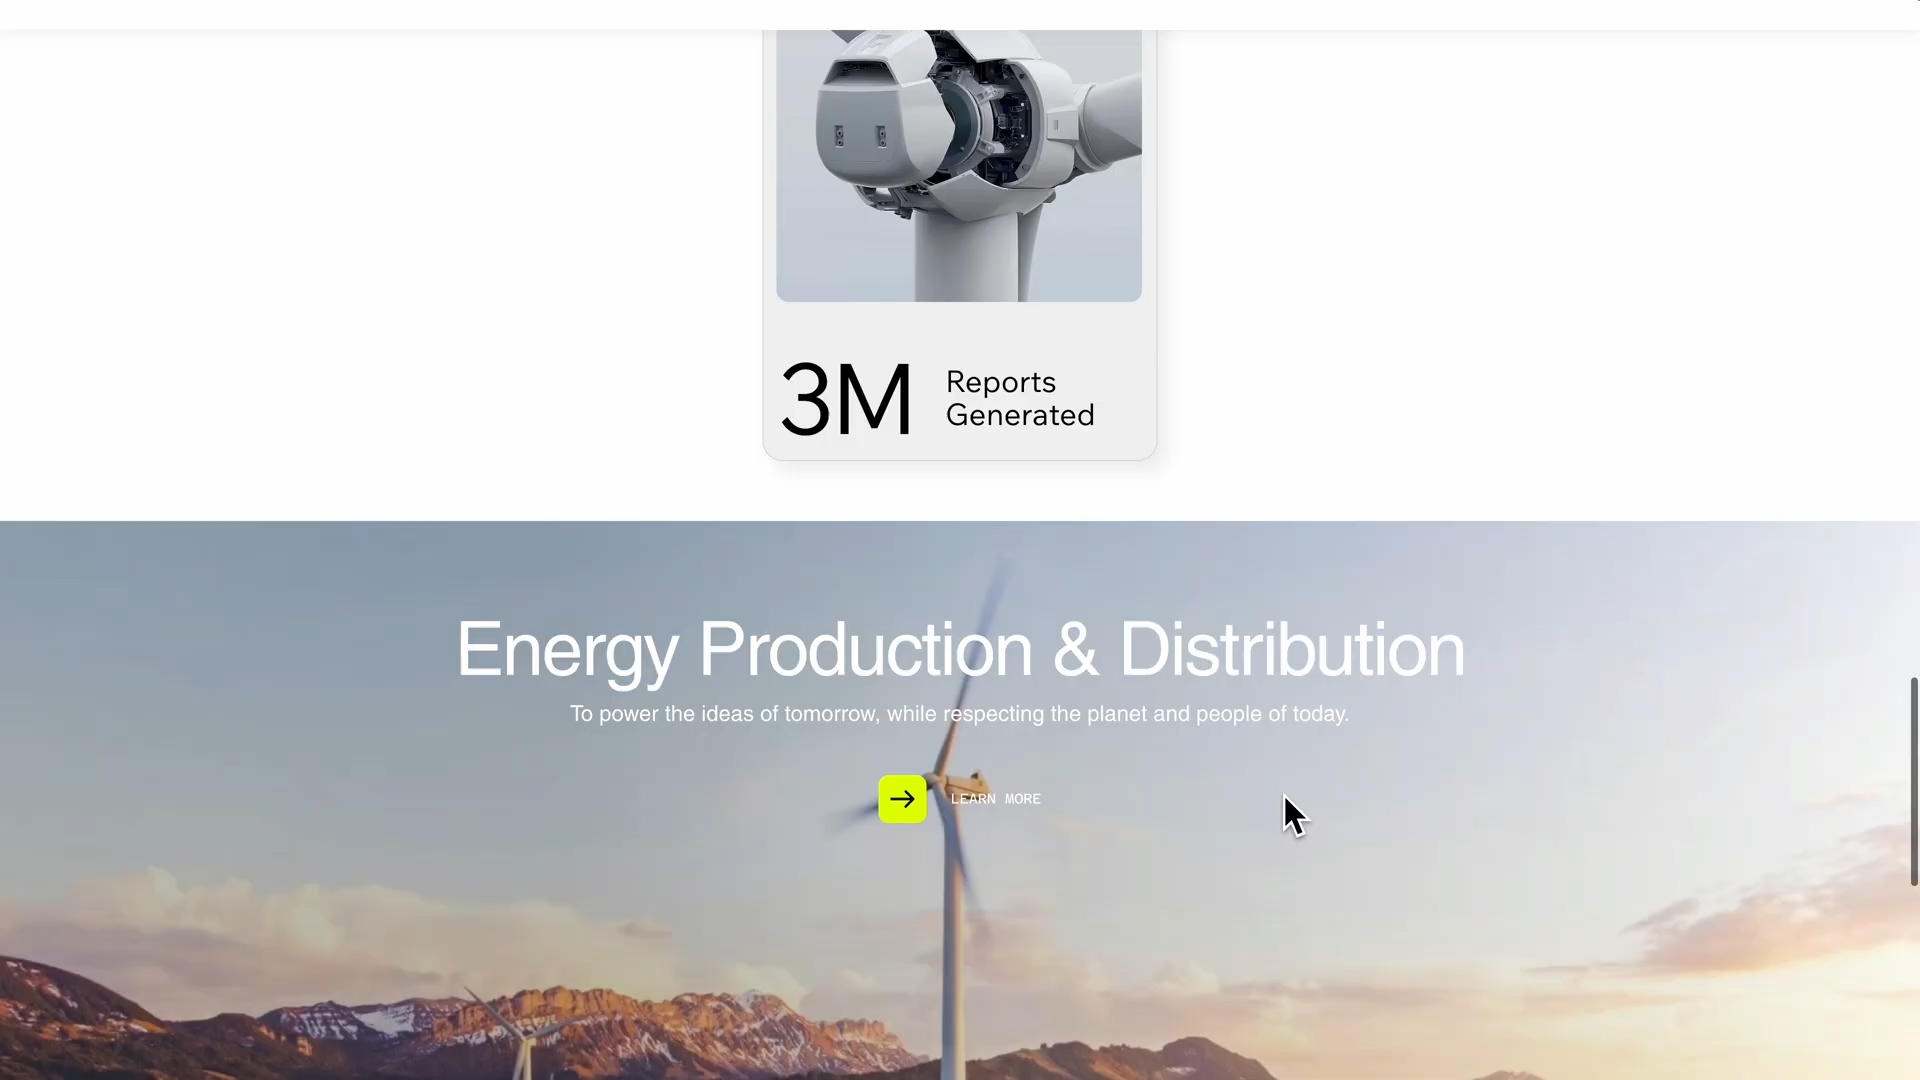 3M
Reports
Generated
Energy Production & Distribution
To power the ideas of tomorrow, while respecting the planet and people of today.
LEARN MORE